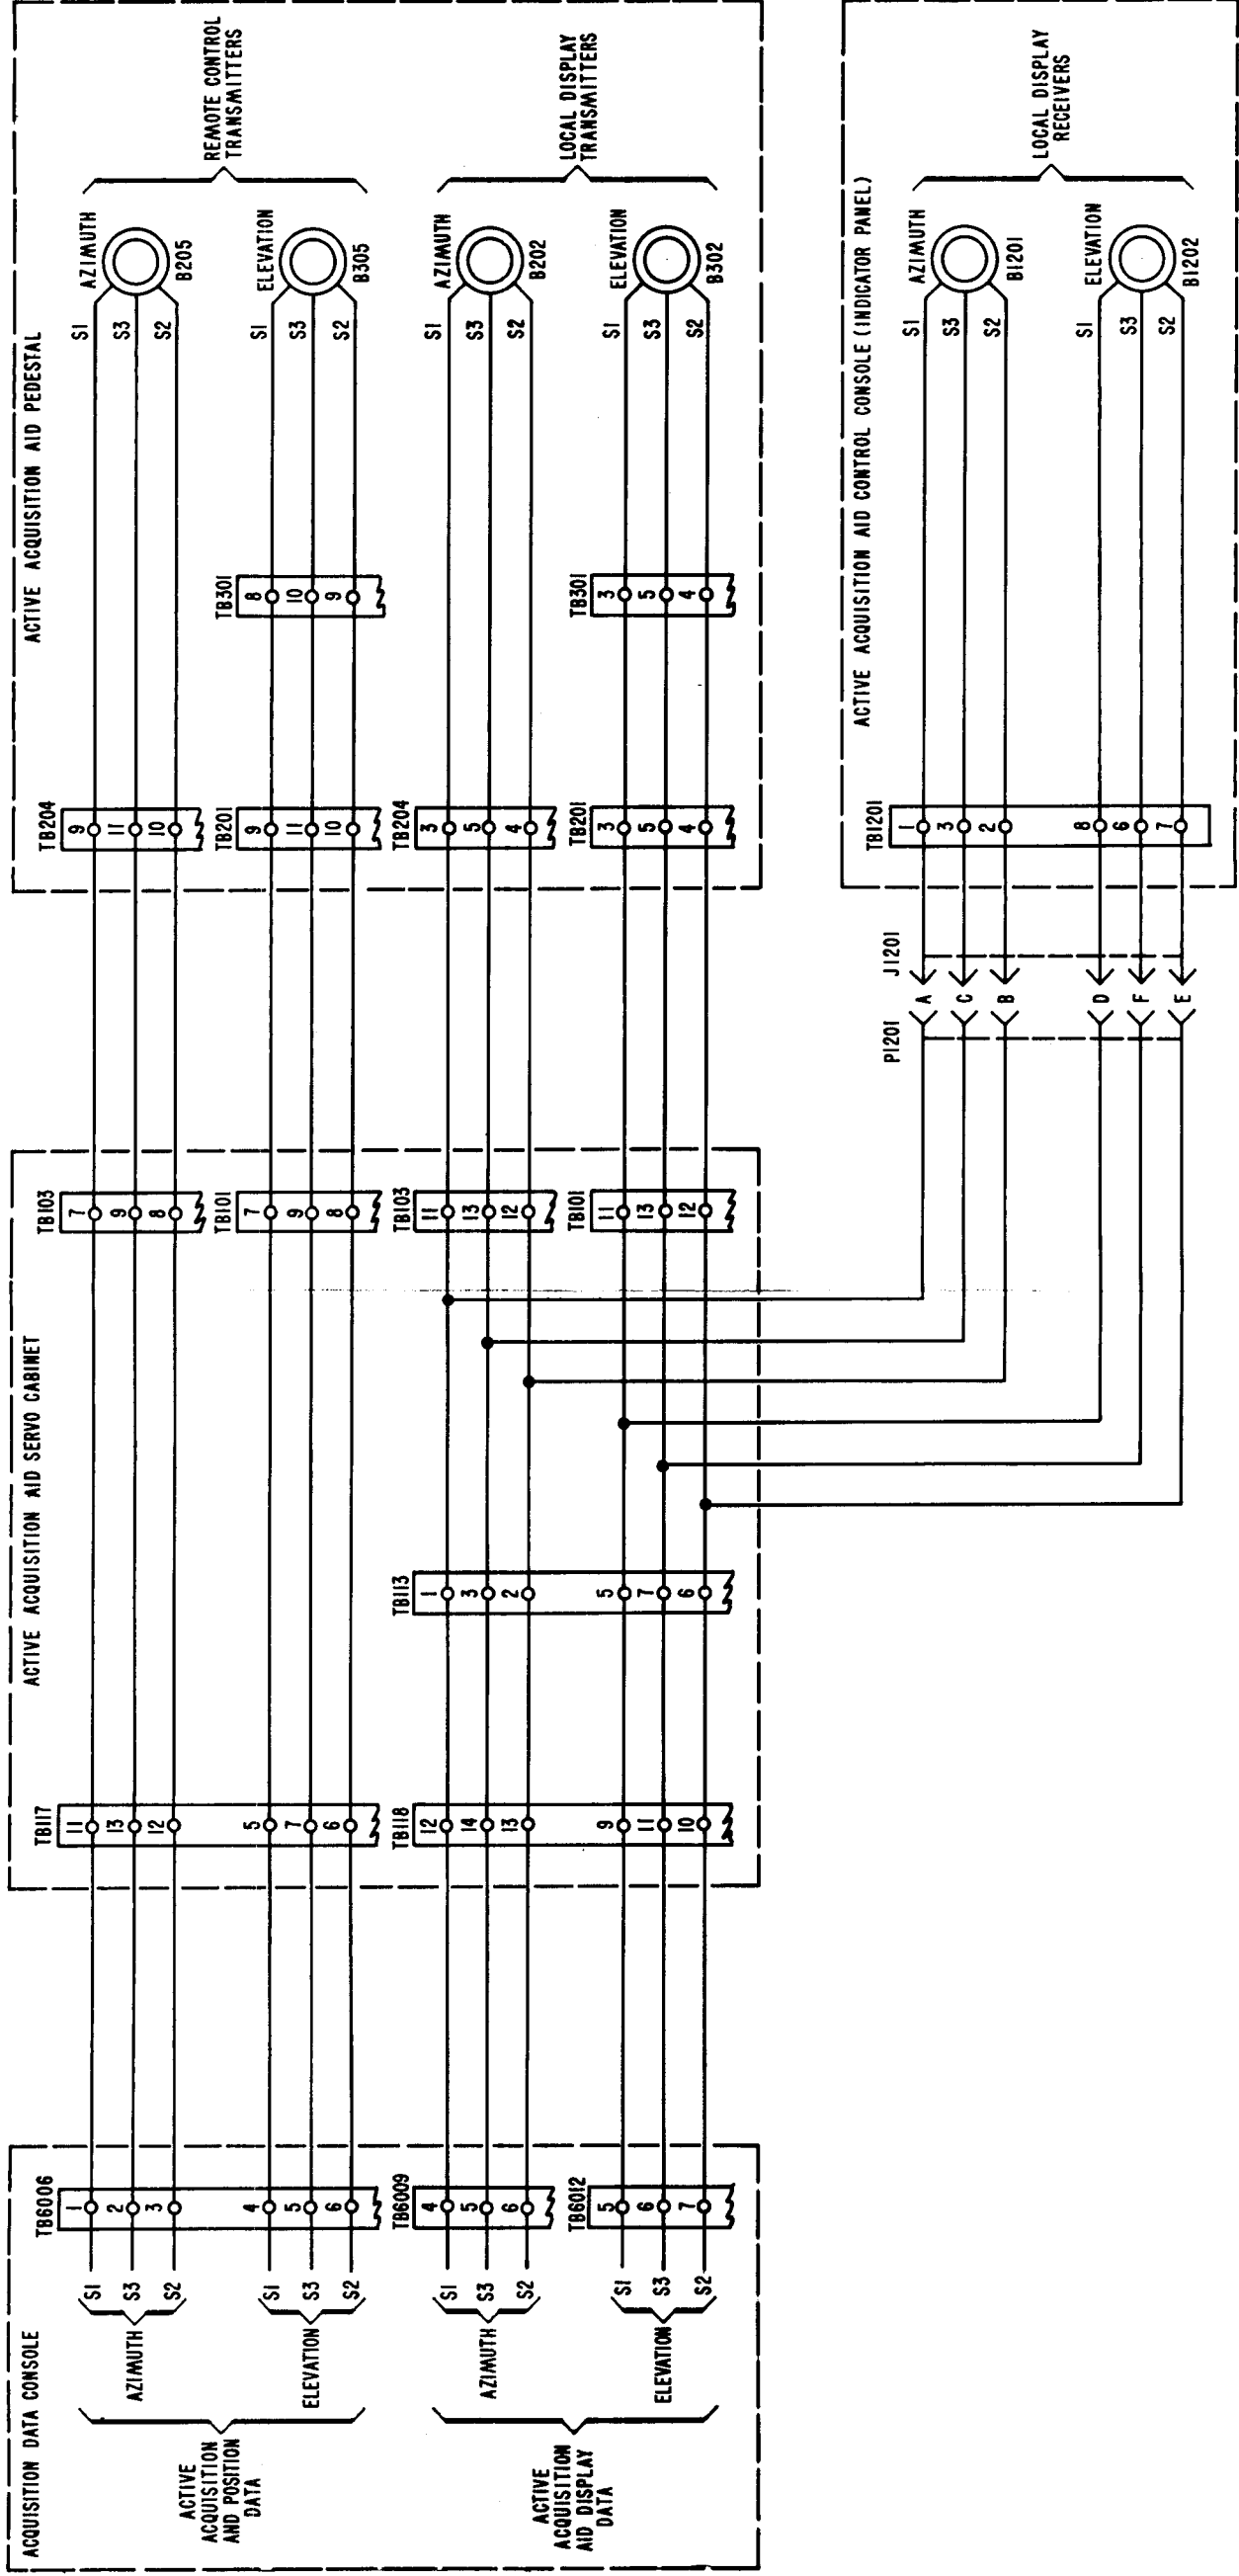 ACQUISITION DATA CONSOLE
ACTIVE
ACQUISITION
AND POSITION
DATA
AZIMUTH
S1
S3
S2
ELEVATION
S1
S3
S2
TB6006
1
2
3
4
5
6
ACTIVE
ACQUISITION
AID DISPLAY
DATA
AZIMUTH
S1
S3
S2
TB6009
4
5
6
ELEVATION
S1
S3
S2
TB6012
5
6
7
ACTIVE ACQUISITION AID SERVO CABINET
TB117
11
13
12
5
7
6
TB118
12
14
13
9
11
10
TB113
1
3
2
5
7
6
TB103
7
9
8
TB101
7
9
8
TB103
11
13
12
TB101
11
13
12
ACTIVE ACQUISITION AID PEDESTAL
TB204
9
11
10
TB201
9
11
10
TB204
3
5
4
TB201
3
5
4
TB301
8
10
9
TB301
3
5
4
S1
S3
S2
AZIMUTH
B205
S1
S3
S2
ELEVATION
B305
REMOTE CONTROL
TRANSMITTERS
S1
S3
S2
AZIMUTH
B202
S1
S3
S2
ELEVATION
B302
LOCAL DISPLAY
TRANSMITTERS
P1201
J1201
A
C
B
D
F
E
ACTIVE ACQUISITION AID CONTROL CONSOLE (INDICATOR PANEL)
TB1201
1
3
2
8
6
7
S1
S3
S2
AZIMUTH
B1201
S1
S3
S2
ELEVATION
B1202
LOCAL DISPLAY
RECEIVERS